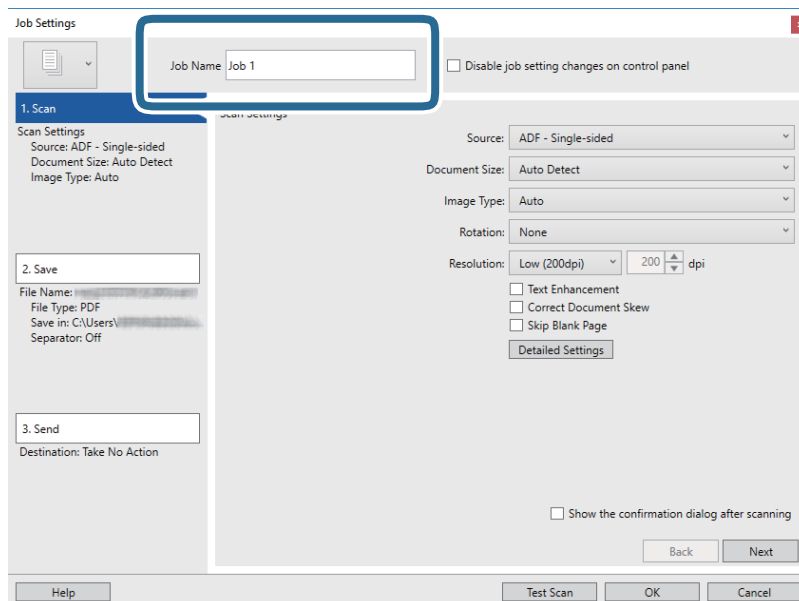 Job Settings
Job Name Job 1
Disable job setting changes on control panel
1. Scan
Scan Settings
Source: ADF - Single-sided
Document Size: Auto Detect
Image Type: Auto
2. Save
File Name:
File Type: PDF
Save in: C:\Users\
Separator: Off
3. Send
Destination: Take No Action
Scan Settings
Source: ADF - Single-sided
Document Size: Auto Detect
Image Type: Auto
Rotation: None
Resolution: Low (200dpi) 200 dpi
Text Enhancement
Correct Document Skew
Skip Blank Page
Detailed Settings
Show the confirmation dialog after scanning
Back Next
Help Test Scan OK Cancel